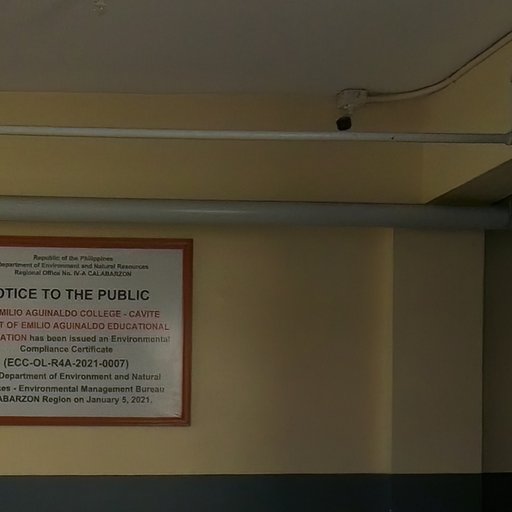 Republic of the Philippines
Department of Environment and Natural Resources
Regional Office No. IV-A CALABARZON
OTICE TO THE PUBLIC
MILIO AGUINALDO COLLEGE - CAVITE
T OF EMILIO AGUINALDO EDUCATIONAL
ATION has been issued an Environmental
Compliance Certificate
(ECC-OL-R4A-2021-0007)
Department of Environment and Natural
es - Environmental Management Bureau
ABARZON Region on January 5, 2021.